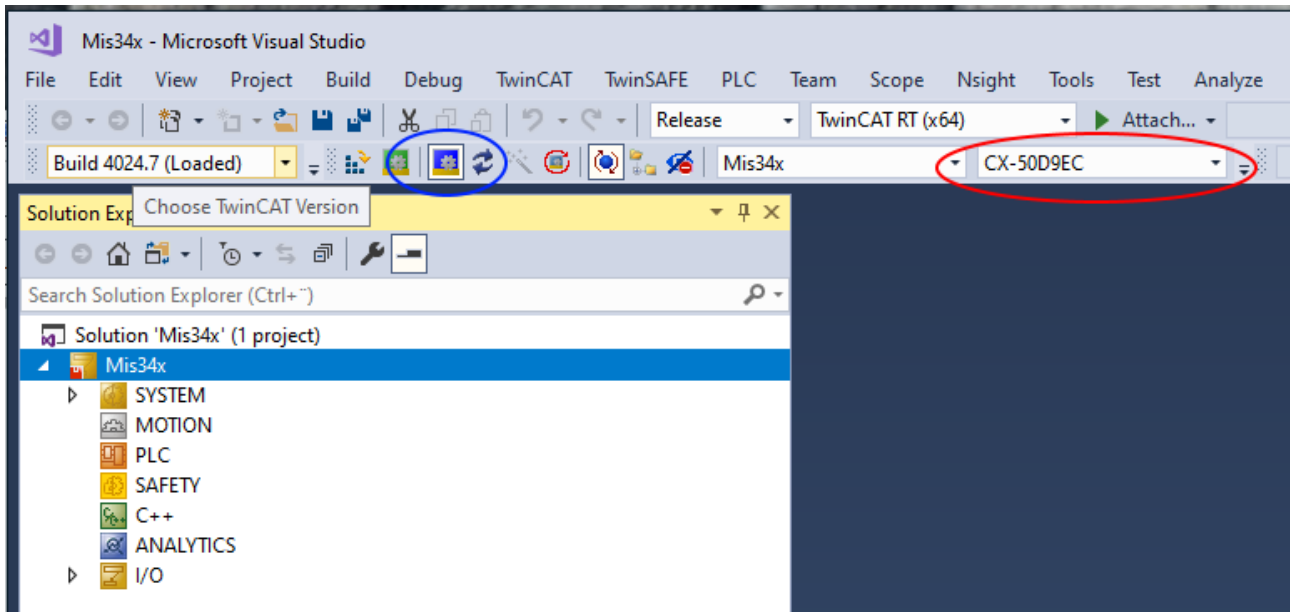 Mis34x - Microsoft Visual Studio
File Edit View Project Build Debug TwinCAT TwinSAFE PLC Team Scope Nsight Tools Test Analyze
Release TwinCAT RT (x64) Attach...
Build 4024.7 (Loaded) Mis34x CX-50D9EC
Choose TwinCAT Version
Solution Exp
Search Solution Explorer (Ctrl+¨)
Solution 'Mis34x' (1 project)
Mis34x
SYSTEM
MOTION
PLC
SAFETY
C++
ANALYTICS
I/O